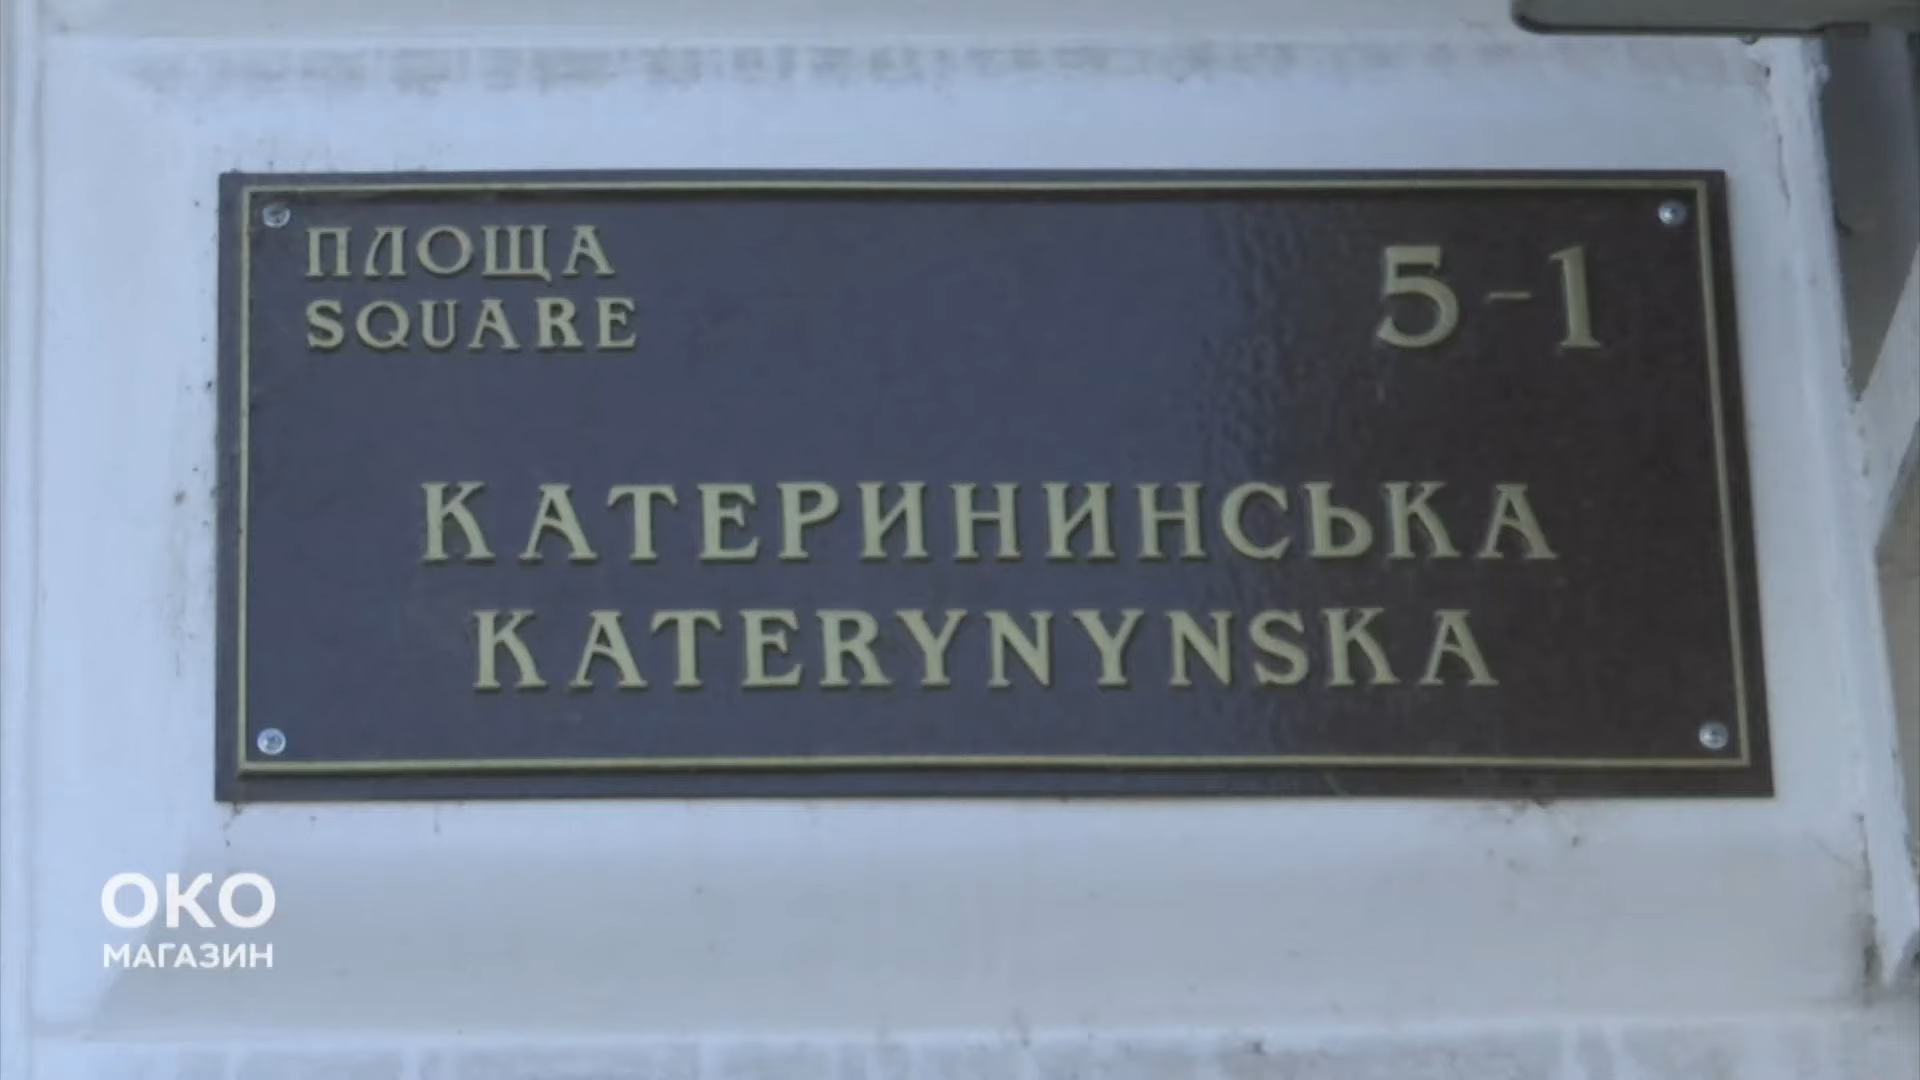 ПЛОЩА
SQUARE
5-1
КАТЕРИНИНСЬКА
KATERYNYNSKA
ОКО
МАГАЗИН